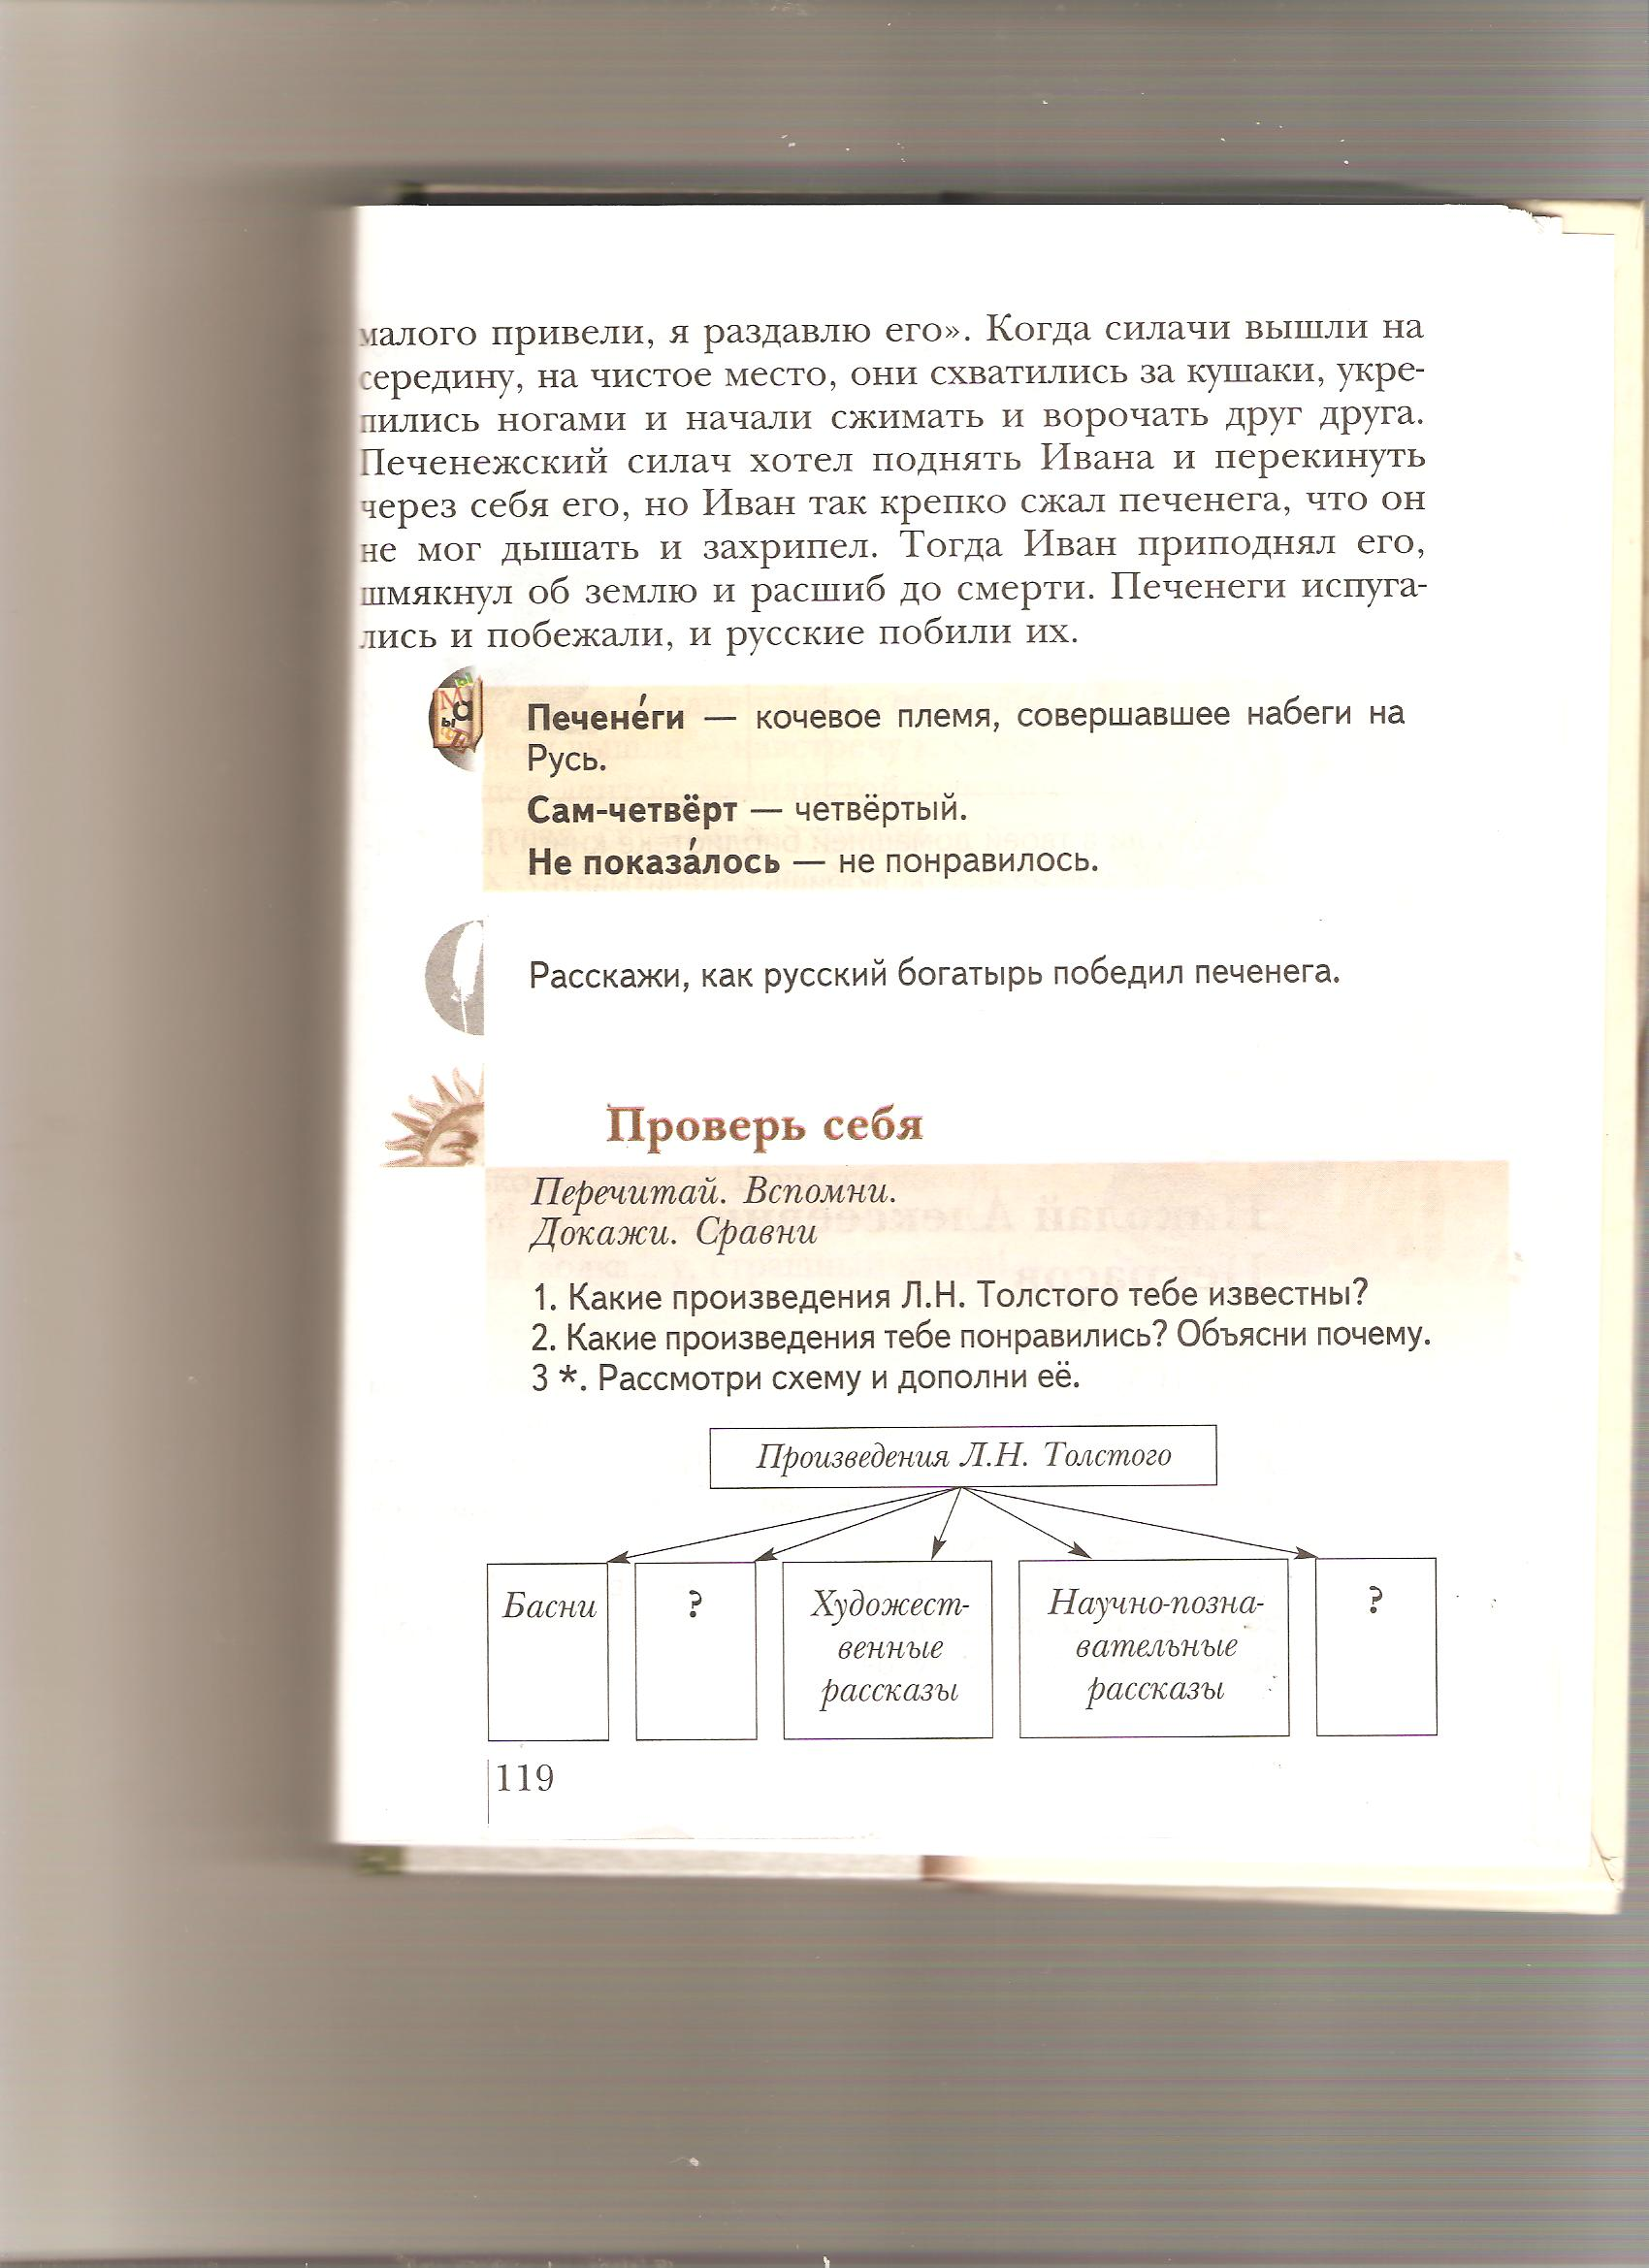 малого привели, я раздавлю его». Когда силачи вышли на
середину, на чистое место, они схватились за кушаки, укре-
пились ногами и начали сжимать и ворочать друг друга.
Печенежский силач хотел поднять Ивана и перекинуть
через себя его, но Иван так крепко сжал печенега, что он
не мог дышать и захрипел. Тогда Иван приподнял его,
шмякнул об землю и расшиб до смерти. Печенеги испуга-
лись и побежали, и русские побили их.
Печене́ги — кочевое племя, совершавшее набеги на
Русь.
Сам-четвёрт — четвёртый.
Не показа́лось — не понравилось.
Расскажи, как русский богатырь победил печенега.
Проверь себя
Перечитай. Вспомни.
Докажи. Сравни
1. Какие произведения Л.Н. Толстого тебе известны?
2. Какие произведения тебе понравились? Объясни почему.
3 *. Рассмотри схему и дополни её.
Произведения Л.Н. Толстого
Басни
?
Художест-
венные
рассказы
Научно-позна-
вательные
рассказы
?
119